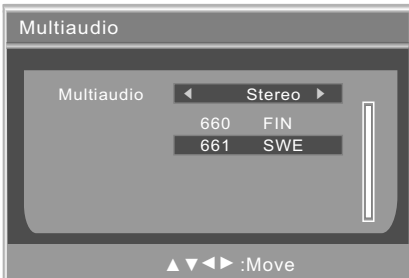 Multiaudio
Multiaudio ◀ Stereo ▶
660 FIN
661 SWE
▲▼◀▶:Move